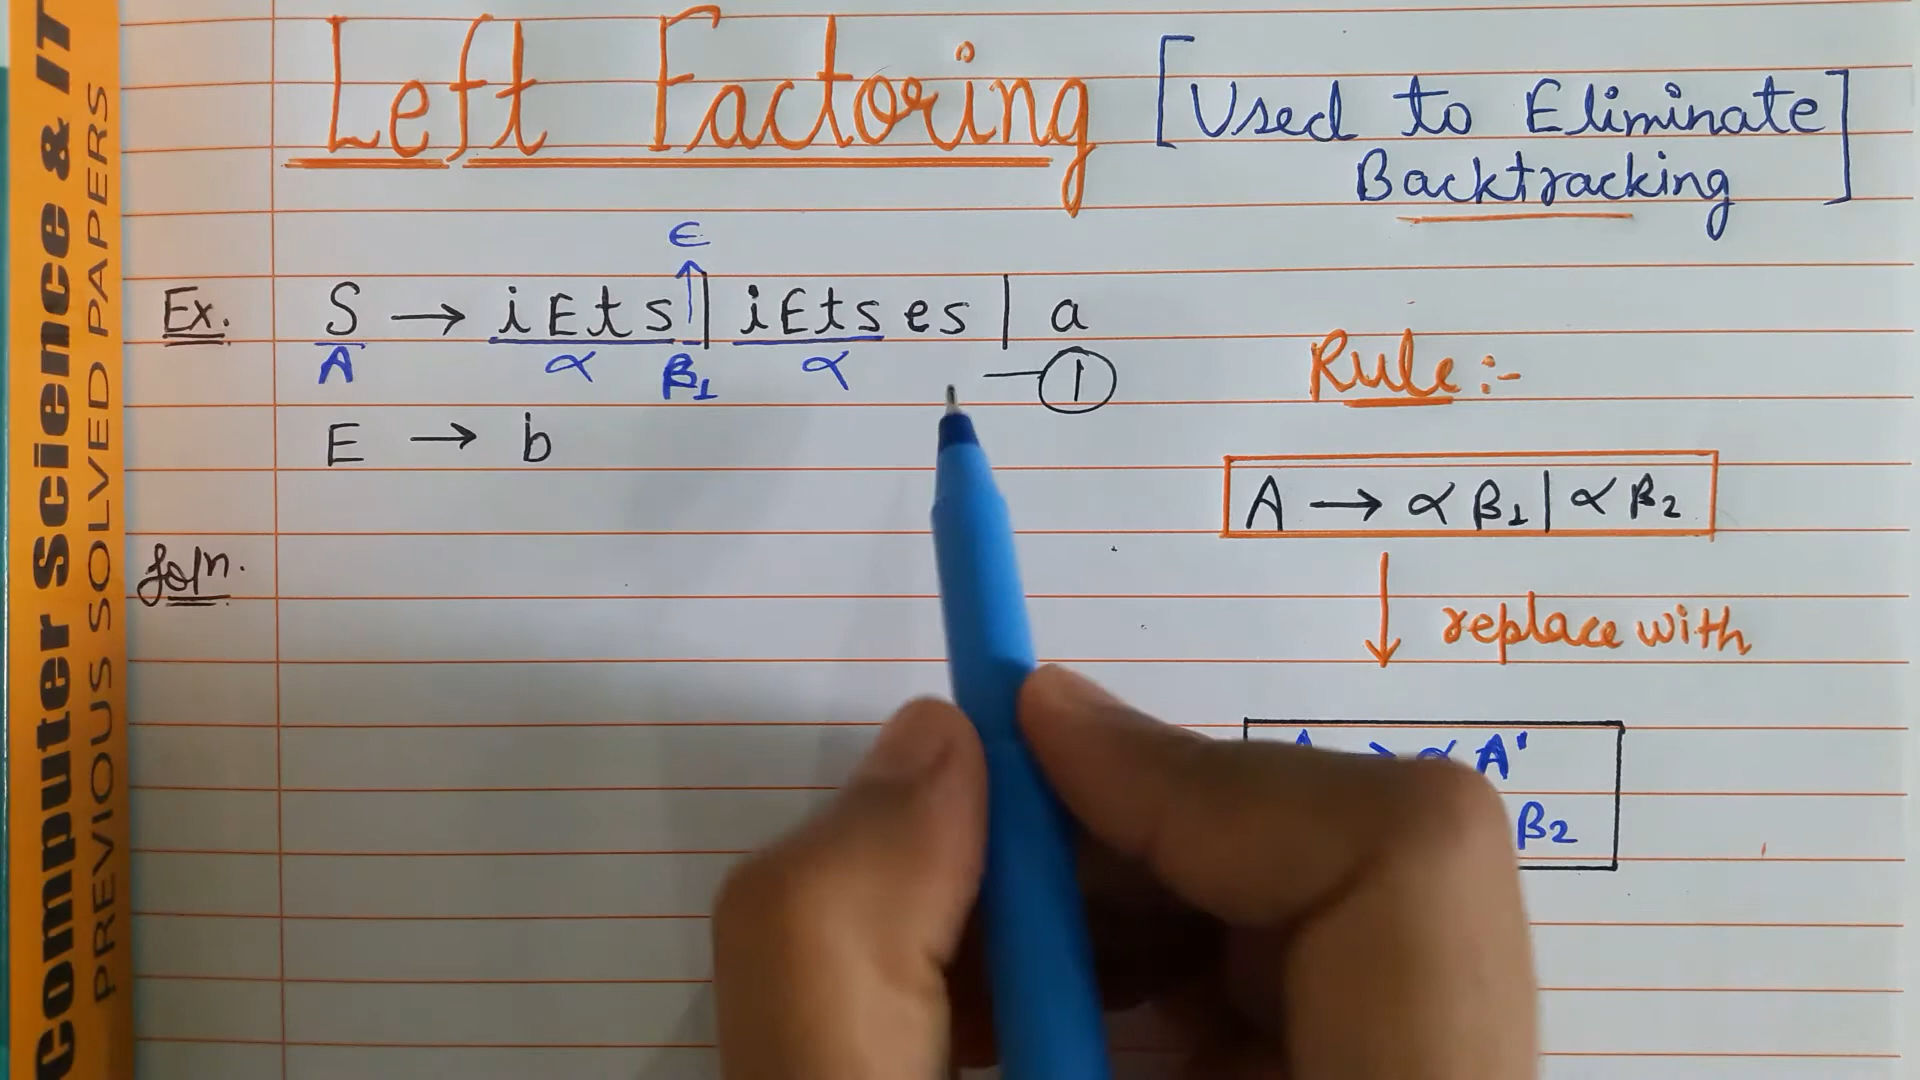 Computer Science & IT
PREVIOUS SOLVED PAPERS
Left Factoring [Used to Eliminate
Backtracking]
ϵ
Ex. S → iEts | iEtses | a
A α β1 α — 1
E → b
Rule :-
A → αβ1 | αβ2
Soln.
replace with
→ αA'
β2